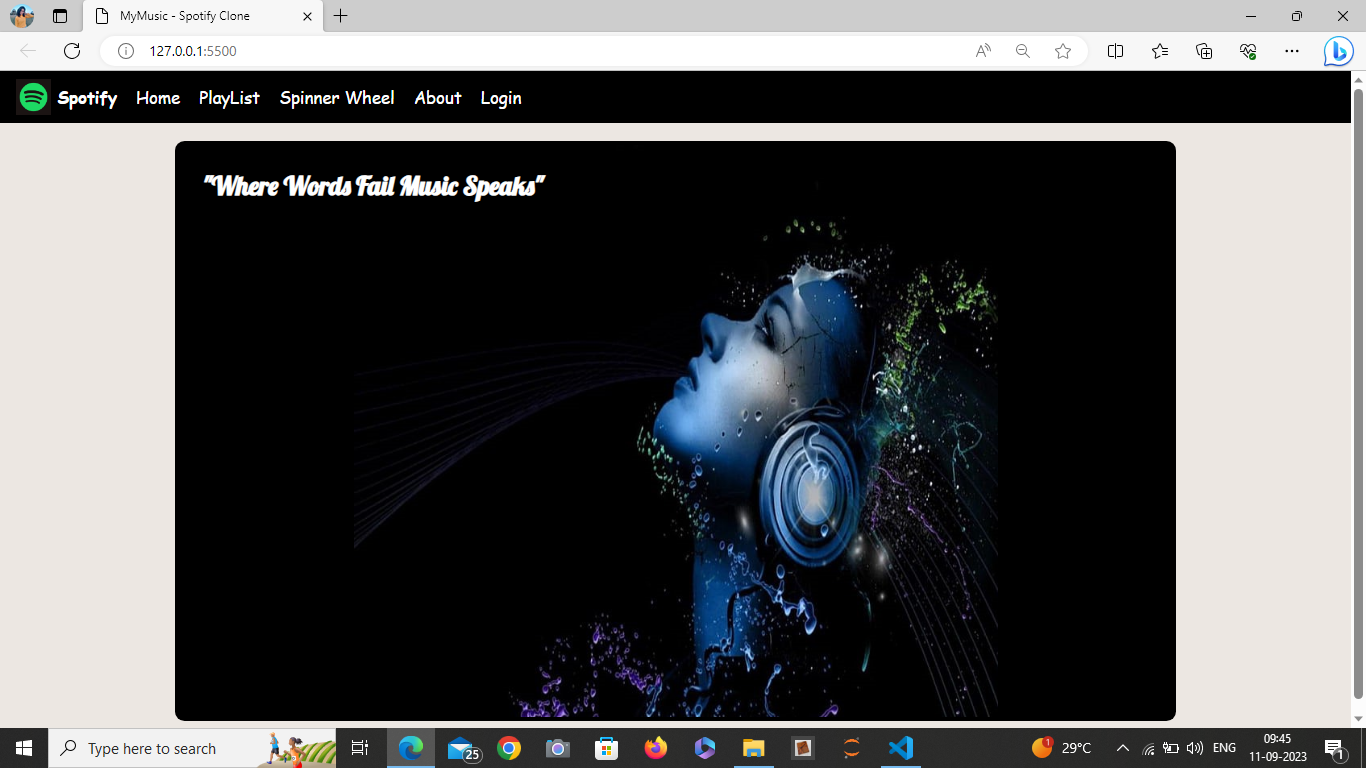 MyMusic - Spotify Clone
127.0.0.1:5500
Spotify Home PlayList Spinner Wheel About Login
"Where Words Fail Music Speaks"
Type here to search
25
1
29°C
ENG
09:45
11-09-2023
1